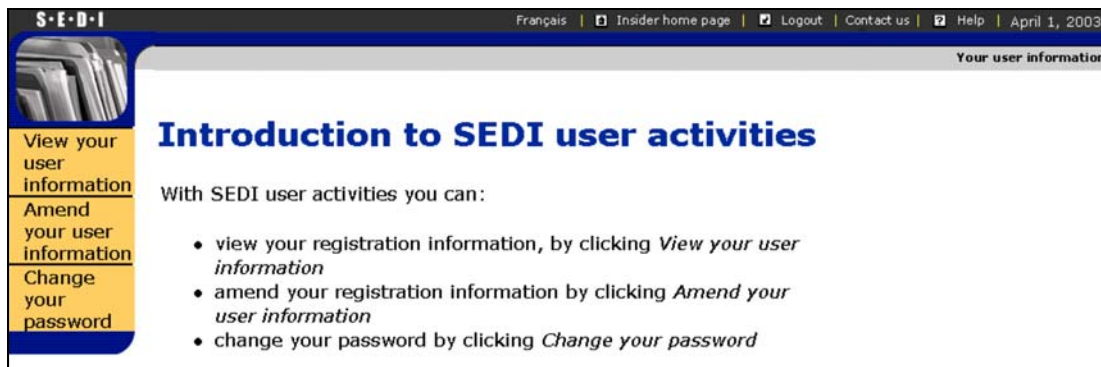 S•E•D•I
Français | Insider home page | Logout | Contact us | Help | April 1, 2003
Your user information
View your
user
information
Amend
your user
information
Change
your
password
Introduction to SEDI user activities
With SEDI user activities you can:
• view your registration information, by clicking View your user
information
• amend your registration information by clicking Amend your
user information
• change your password by clicking Change your password